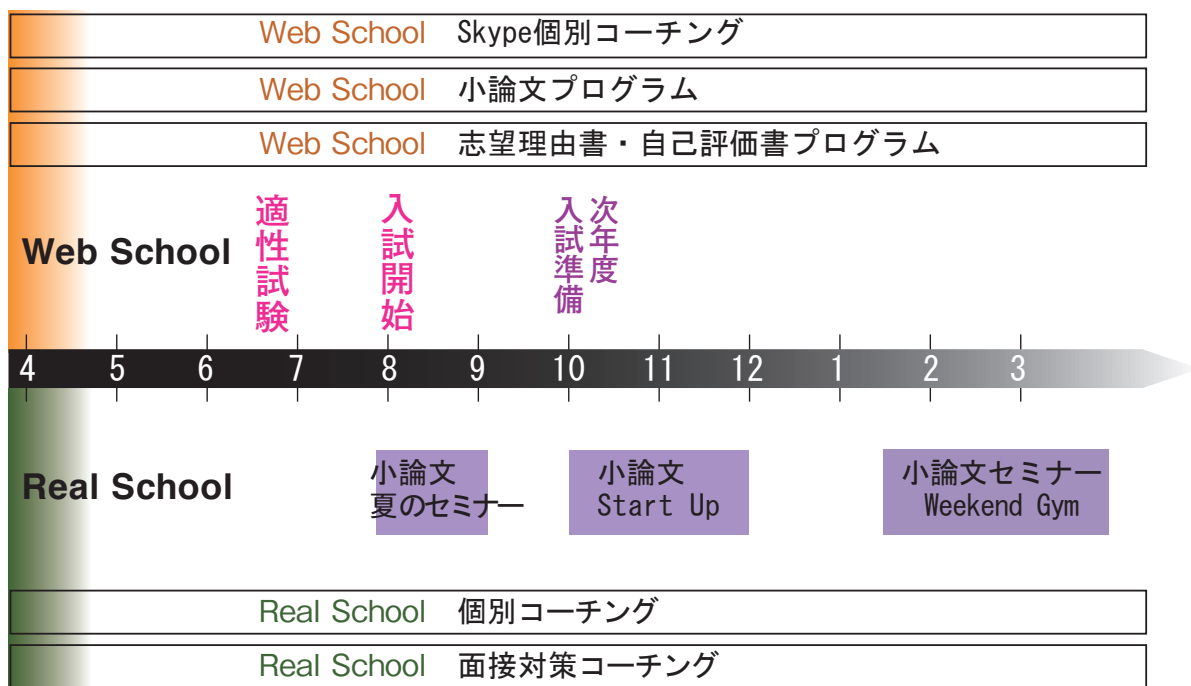 Web School Skype個別コーチング
Web School 小論文プログラム
Web School 志望理由書・自己評価書プログラム
Web School
適性試験
入試開始
次年度
入試準備
4 5 6 7 8 9 10 11 12 1 2 3
Real School
小論文
夏のセミナー
小論文
Start Up
小論文セミナー
Weekend Gym
Real School 個別コーチング
Real School 面接対策コーチング